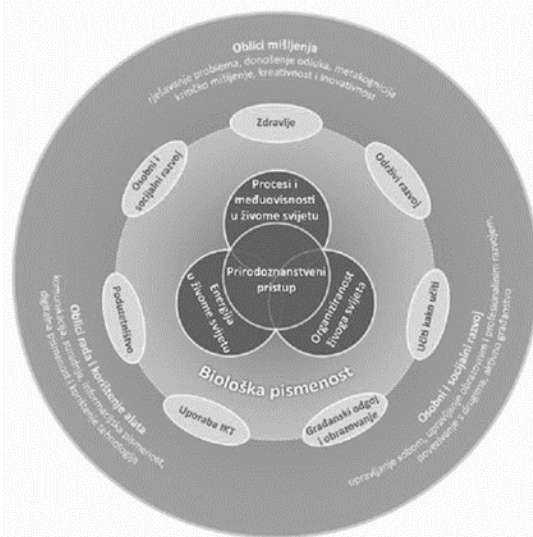 Oblici mišljenja
rješavanje problema, donošenje odluka, metakognicija
kritičko mišljenje, kreativnost i inovativnost
Zdravlje
Osobni i
socijalni razvoj
Održivi razvoj
Procesi i
međuovisnosti
u živome svijetu
Prirodoznanstveni
pristup
Energija
u živome svijetu
Organiziranost
živoga svijeta
Poduzetništvo
Učiti kako učiti
Biološka pismenost
Uporaba IKT
Građanski odgoj
i obrazovanje
Oblici rada i korištenje alata
komunikacija, suradnja, informacijska pismenost,
digitalna pismenost i korištenje tehnologija
Osobni i socijalni razvoj
upravljanje sobom, upravljanje obrazovnim i profesionalnim razvojem,
povezivanje s drugima, aktivno građanstvo